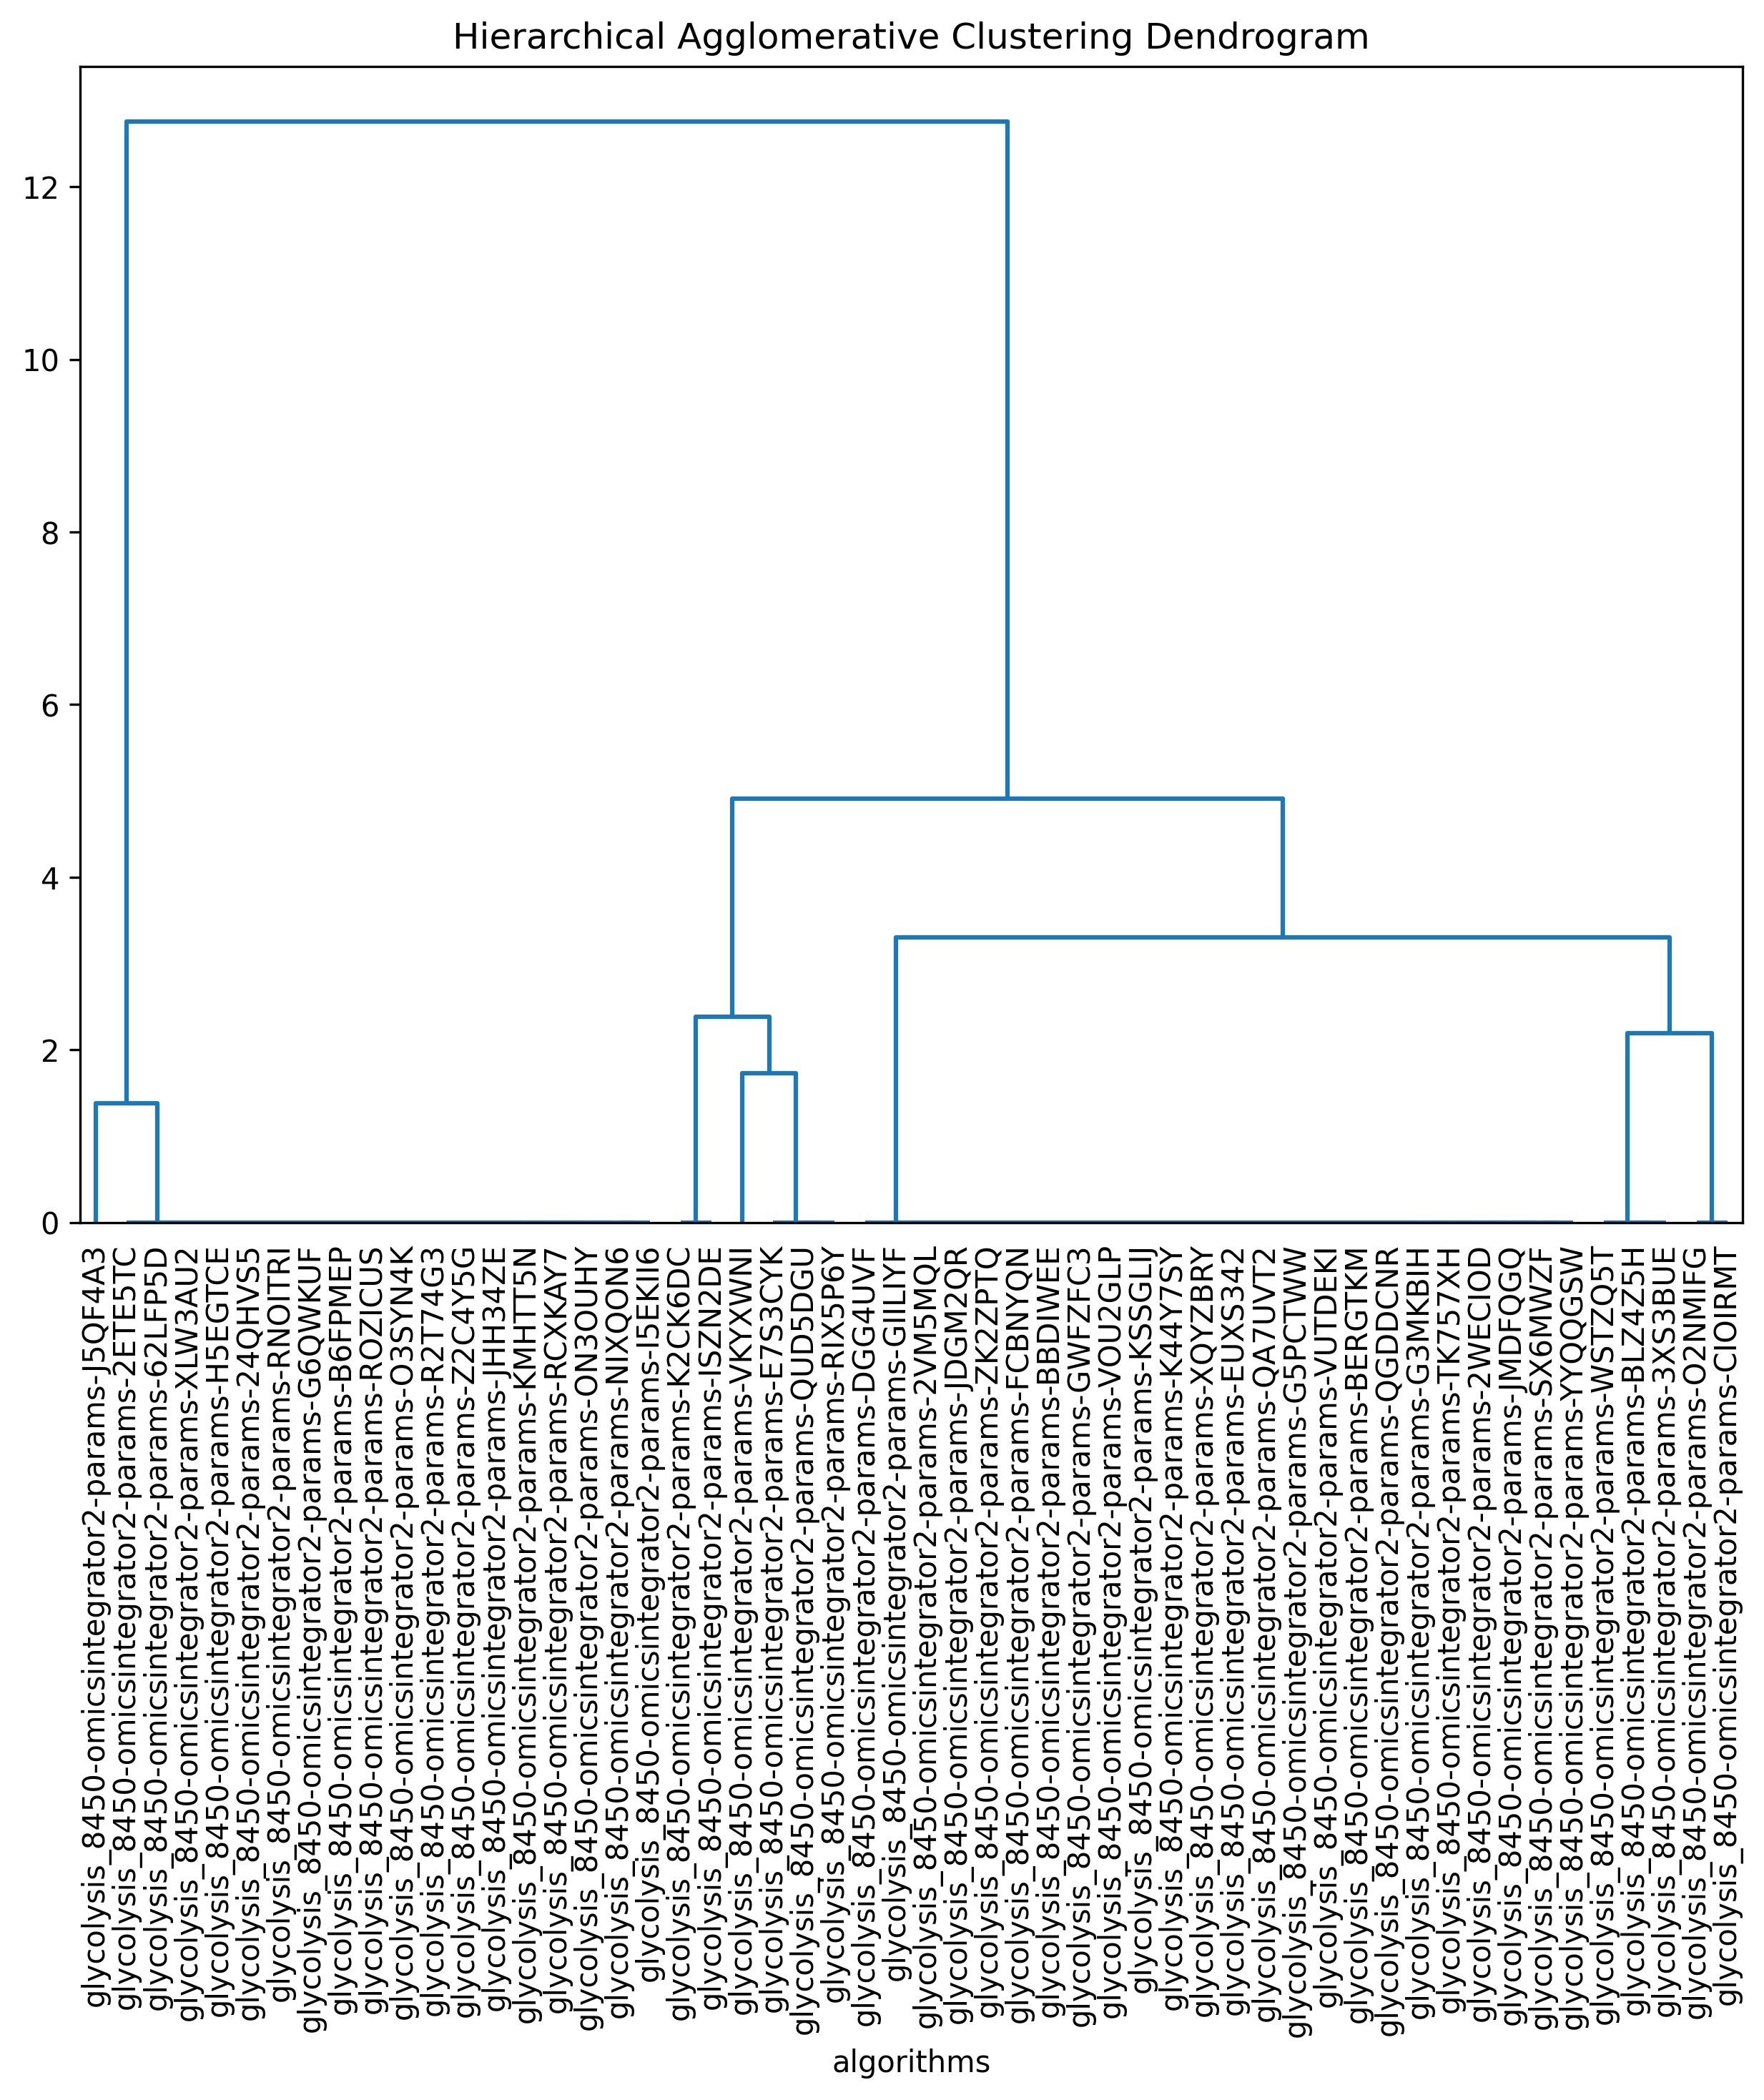 Hierarchical Agglomerative Clustering Dendrogram
12
10
8
6
4
2
0
glycolysis_8450-omicsintegrator2-params-J5QF4A3
glycolysis_8450-omicsintegrator2-params-2ETE5TC
glycolysis_8450-omicsintegrator2-params-62LFP5D
glycolysis_8450-omicsintegrator2-params-XLW3AU2
glycolysis_8450-omicsintegrator2-params-H5EGTCE
glycolysis_8450-omicsintegrator2-params-24QHVS5
glycolysis_8450-omicsintegrator2-params-RNOITRI
glycolysis_8450-omicsintegrator2-params-G6QWKUF
glycolysis_8450-omicsintegrator2-params-B6FPMEP
glycolysis_8450-omicsintegrator2-params-ROZICUS
glycolysis_8450-omicsintegrator2-params-O3SYN4K
glycolysis_8450-omicsintegrator2-params-R2T74G3
glycolysis_8450-omicsintegrator2-params-Z2C4Y5G
glycolysis_8450-omicsintegrator2-params-JHH34ZE
glycolysis_8450-omicsintegrator2-params-KMHTT5N
glycolysis_8450-omicsintegrator2-params-RCXKAY7
glycolysis_8450-omicsintegrator2-params-ON3OUHY
glycolysis_8450-omicsintegrator2-params-NIXQON6
glycolysis_8450-omicsintegrator2-params-I5EKII6
glycolysis_8450-omicsintegrator2-params-K2CK6DC
glycolysis_8450-omicsintegrator2-params-ISZN2DE
glycolysis_8450-omicsintegrator2-params-VKYXWNI
glycolysis_8450-omicsintegrator2-params-E7S3CYK
glycolysis_8450-omicsintegrator2-params-QUD5DGU
glycolysis_8450-omicsintegrator2-params-RIX5P6Y
glycolysis_8450-omicsintegrator2-params-DGG4UVF
glycolysis_8450-omicsintegrator2-params-GIILIYF
glycolysis_8450-omicsintegrator2-params-2VM5MQL
glycolysis_8450-omicsintegrator2-params-JDGM2QR
glycolysis_8450-omicsintegrator2-params-ZK2ZPTQ
glycolysis_8450-omicsintegrator2-params-FCBNYQN
glycolysis_8450-omicsintegrator2-params-BBDIWEE
glycolysis_8450-omicsintegrator2-params-GWFZFC3
glycolysis_8450-omicsintegrator2-params-VOU2GLP
glycolysis_8450-omicsintegrator2-params-KSSGLIJ
glycolysis_8450-omicsintegrator2-params-K44Y7SY
glycolysis_8450-omicsintegrator2-params-XQYZBRY
glycolysis_8450-omicsintegrator2-params-EUXS342
glycolysis_8450-omicsintegrator2-params-QA7UVT2
glycolysis_8450-omicsintegrator2-params-G5PCTWW
glycolysis_8450-omicsintegrator2-params-VUTDEKI
glycolysis_8450-omicsintegrator2-params-BERGTKM
glycolysis_8450-omicsintegrator2-params-QGDDCNR
glycolysis_8450-omicsintegrator2-params-G3MKBIH
glycolysis_8450-omicsintegrator2-params-TK757XH
glycolysis_8450-omicsintegrator2-params-2WECIOD
glycolysis_8450-omicsintegrator2-params-JMDFQGQ
glycolysis_8450-omicsintegrator2-params-SX6MWZF
glycolysis_8450-omicsintegrator2-params-YYQQGSW
glycolysis_8450-omicsintegrator2-params-WSTZQ5T
glycolysis_8450-omicsintegrator2-params-BLZ4Z5H
glycolysis_8450-omicsintegrator2-params-3XS3BUE
glycolysis_8450-omicsintegrator2-params-O2NMIFG
glycolysis_8450-omicsintegrator2-params-CIOIRMT
algorithms